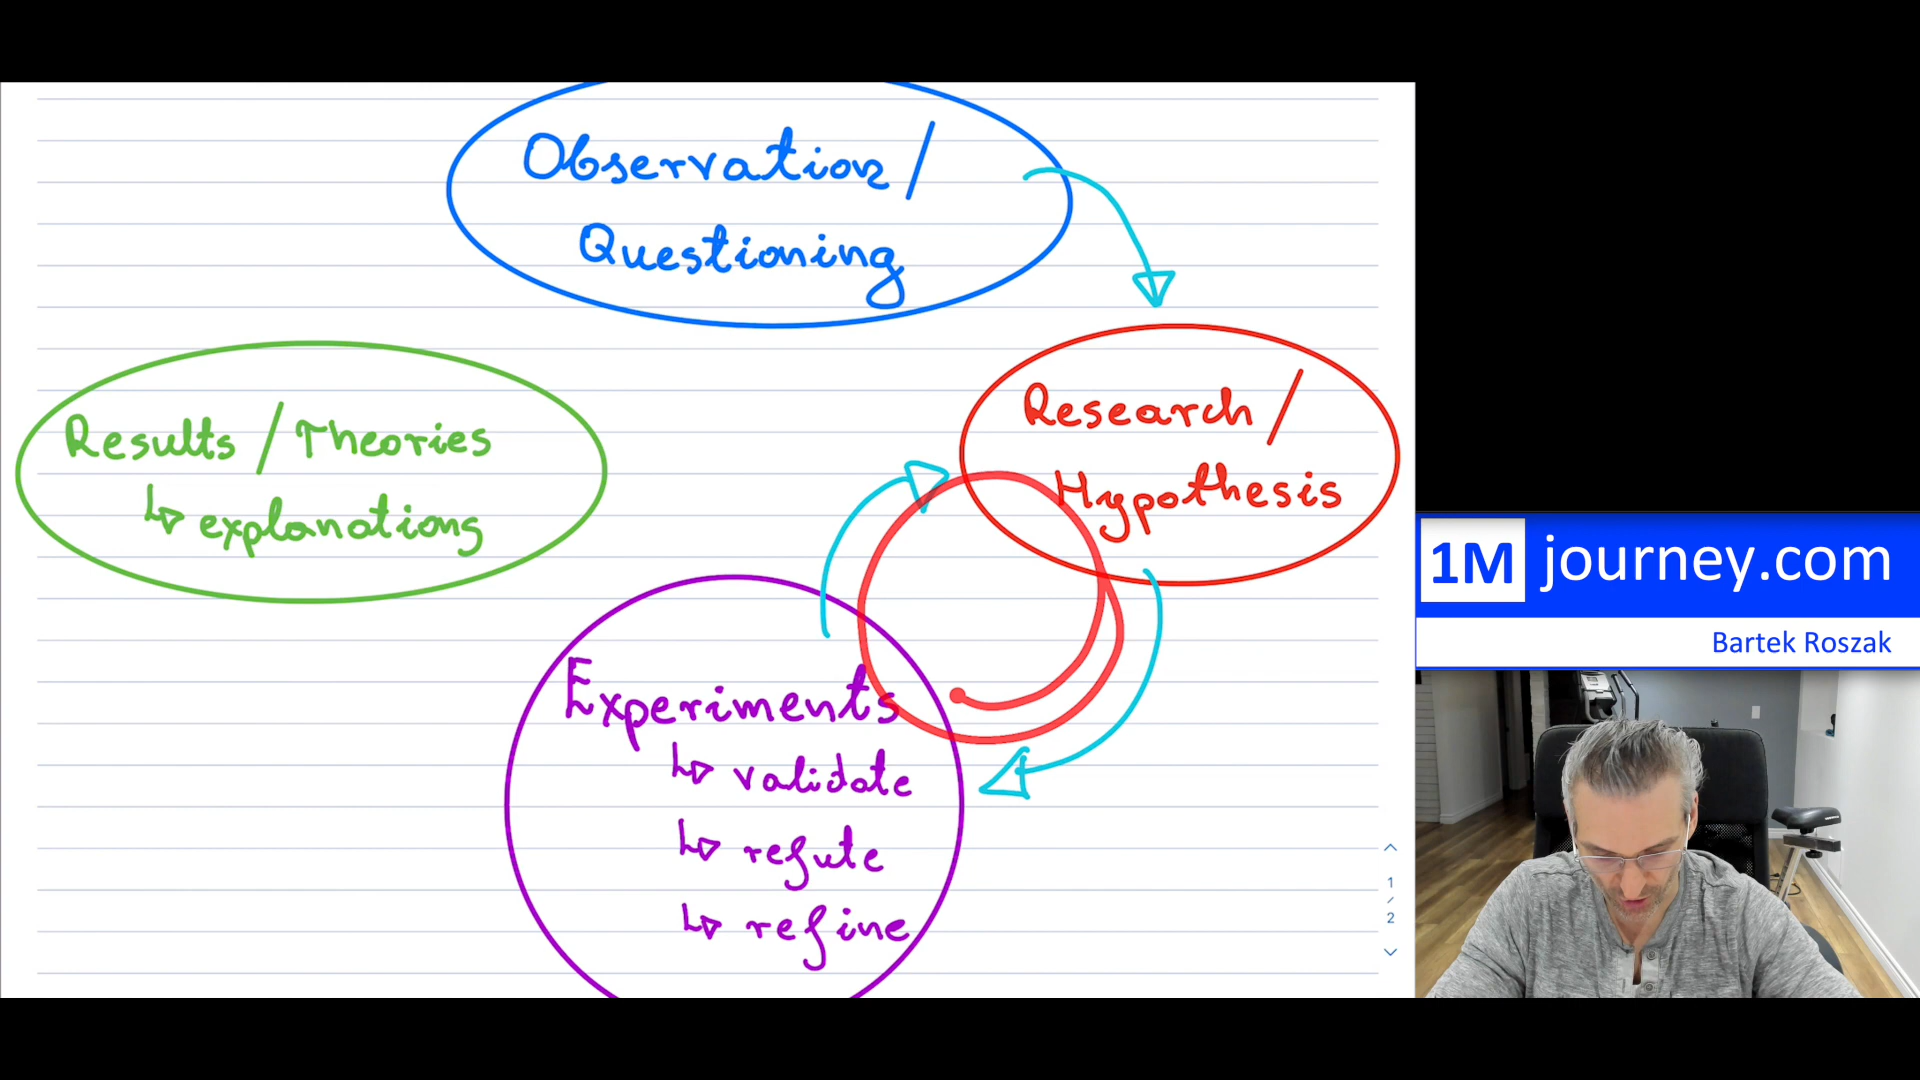 Observation/
Questioning
Results / Theories
↳ explanations
Research /
Hypothesis
Experiments
↳ validate
↳ refute
↳ refine
1
/
2
1M journey.com
Bartek Roszak